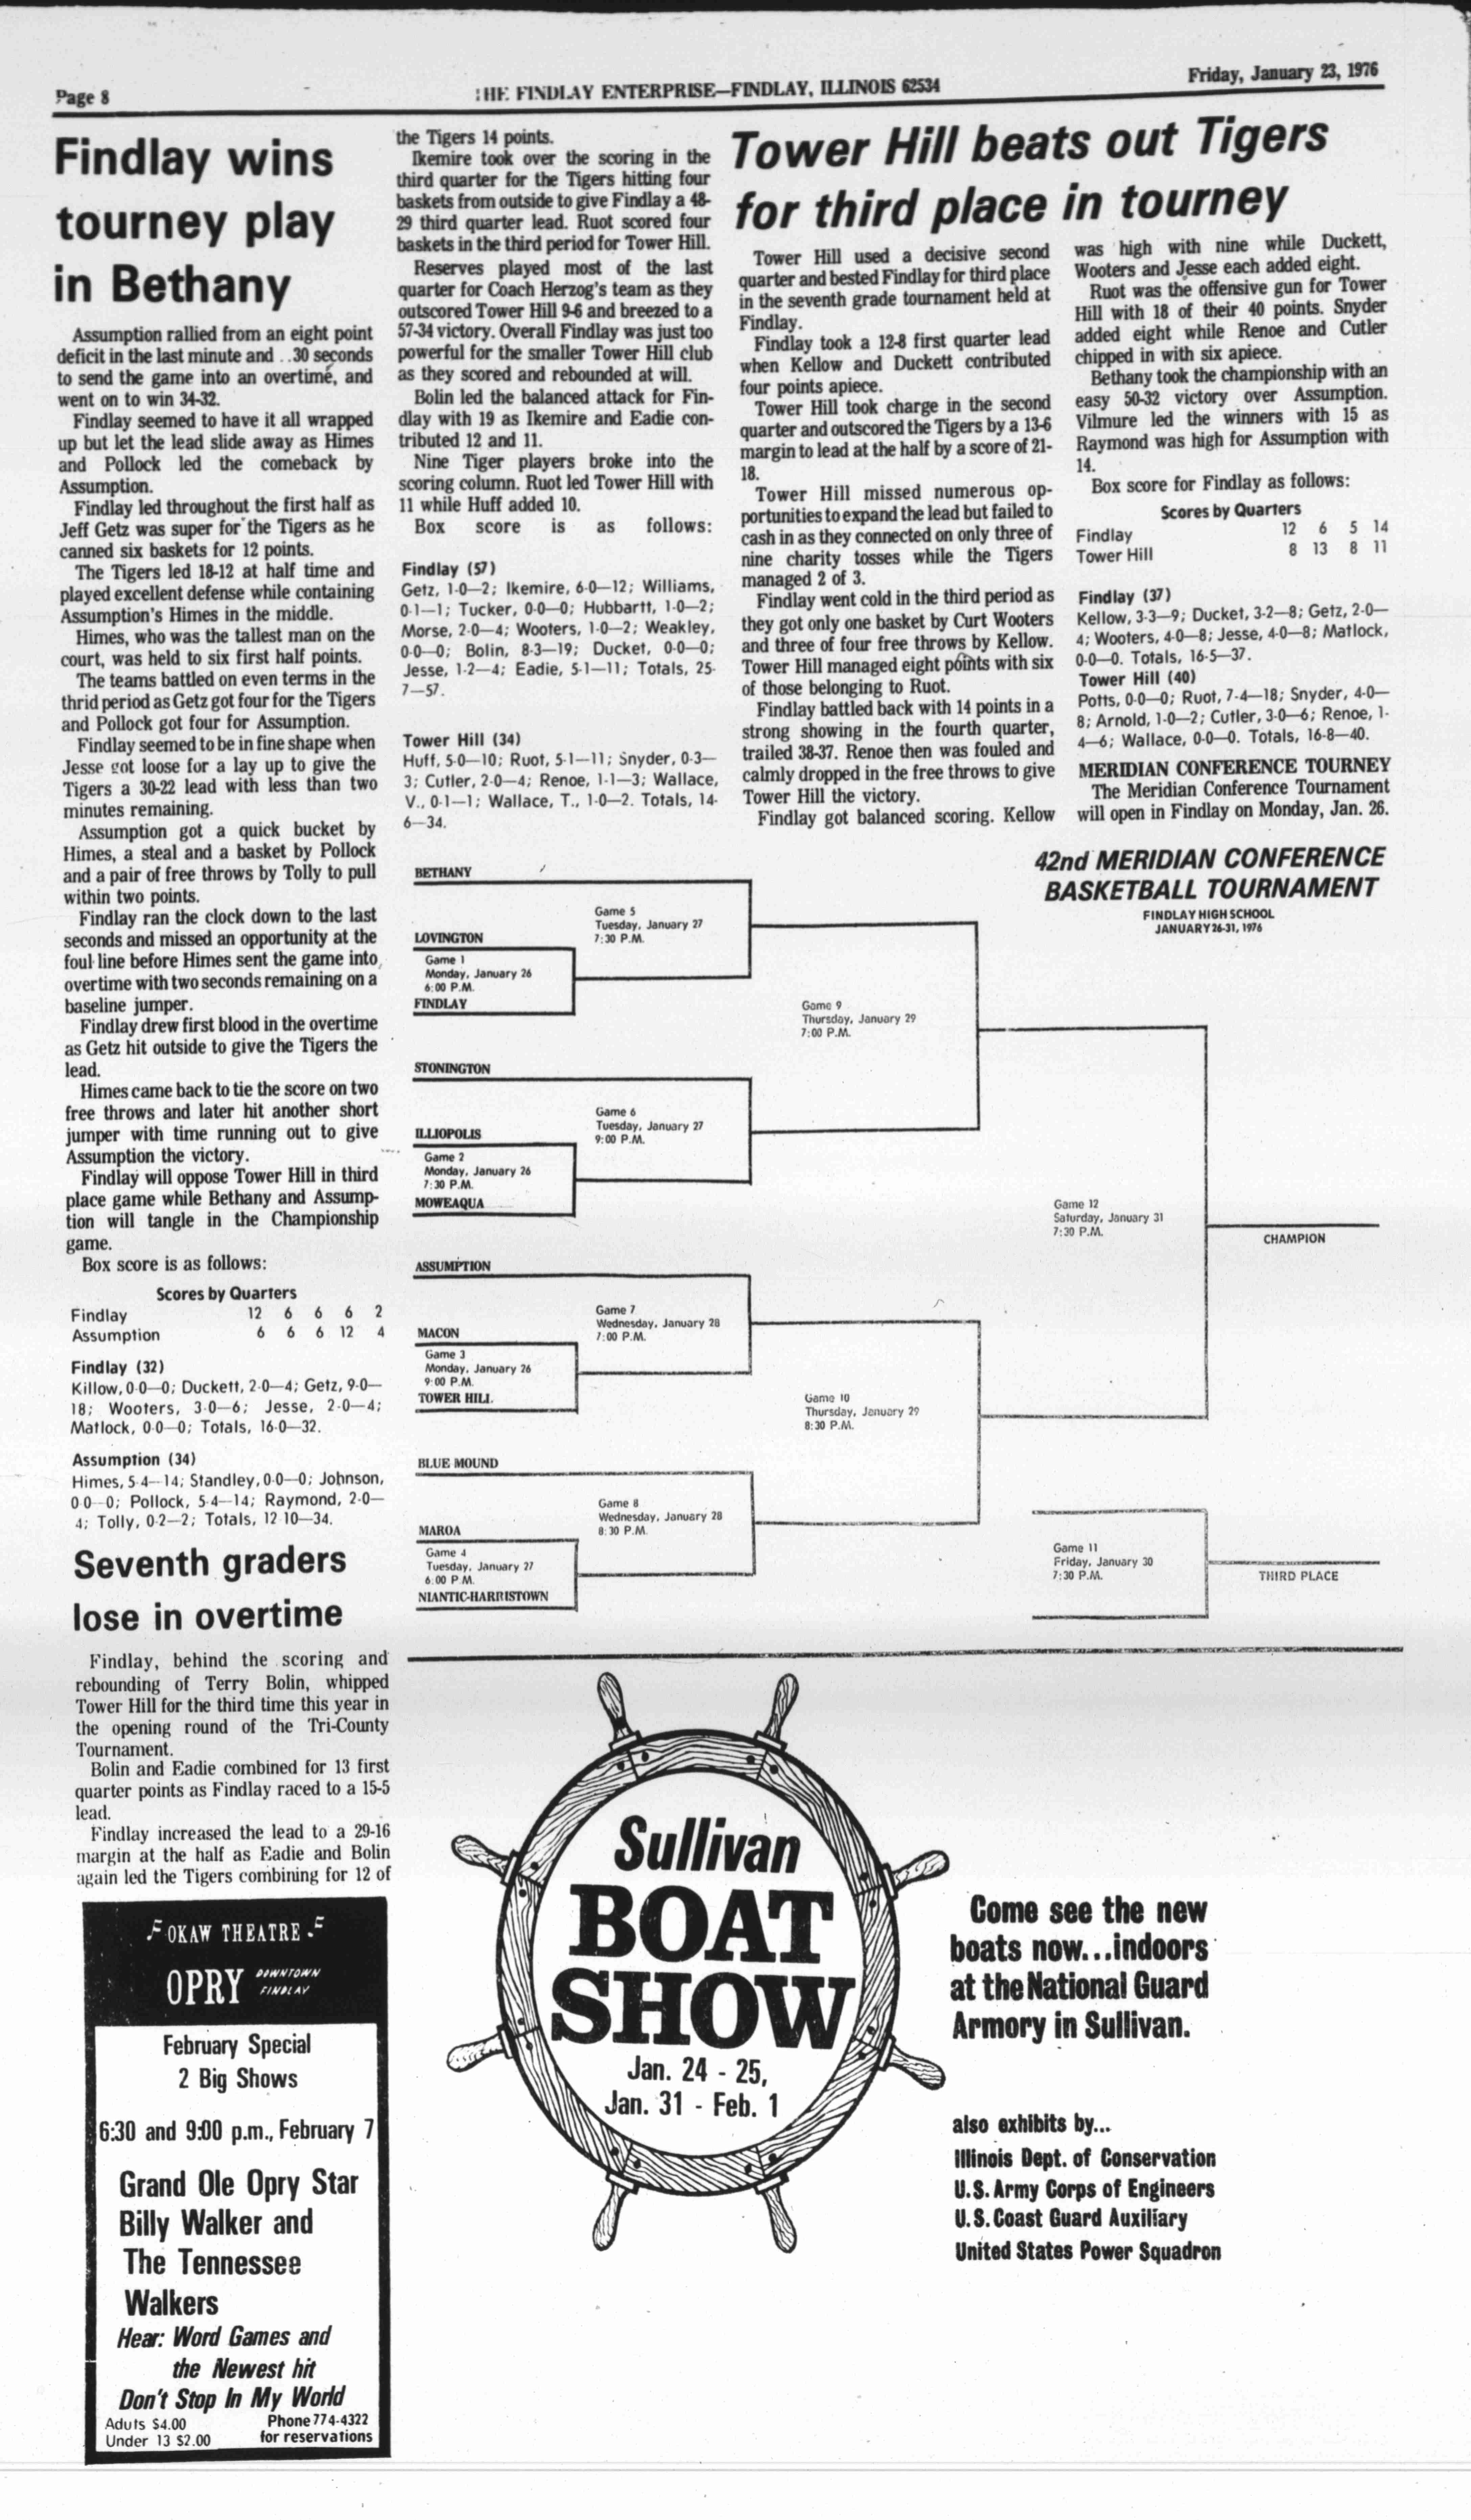 Page 8
THE FINDLAY ENTERPRISE—FINDLAY, ILLINOIS 62534
Friday, January 23, 1976
Findlay wins
tourney play
in Bethany
Assumption rallied from an eight point
deficit in the last minute and . .30 seconds
to send the game into an overtime, and
went on to win 34-32.
Findlay seemed to have it all wrapped
up but let the lead slide away as Himes
and Pollock led the comeback by
Assumption.
Findlay led throughout the first half as
Jeff Getz was super for the Tigers as he
canned six baskets for 12 points.
The Tigers led 18-12 at half time and
played excellent defense while containing
Assumption's Himes in the middle.
Himes, who was the tallest man on the
court, was held to six first half points.
The teams battled on even terms in the
thrid period as Getz got four for the Tigers
and Pollock got four for Assumption.
Findlay seemed to be in fine shape when
Jesse got loose for a lay up to give the
Tigers a 30-22 lead with less than two
minutes remaining.
Assumption got a quick bucket by
Himes, a steal and a basket by Pollock
and a pair of free throws by Tolly to pull
within two points.
Findlay ran the clock down to the last
seconds and missed an opportunity at the
foul line before Himes sent the game into
overtime with two seconds remaining on a
baseline jumper.
Findlay drew first blood in the overtime
as Getz hit outside to give the Tigers the
lead.
Himes came back to tie the score on two
free throws and later hit another short
jumper with time running out to give
Assumption the victory.
Findlay will oppose Tower Hill in third
place game while Bethany and Assump-
tion will tangle in the Championship
game.
Box score is as follows:
Scores by Quarters
Findlay 12 6 6 6 2
Assumption 6 6 6 12 4
Findlay (32)
Killow, 0-0—0; Duckett, 2-0—4; Getz, 9-0—
18; Wooters, 3-0—6; Jesse, 2-0—4;
Matlock, 0-0—0; Totals, 16-0—32.
Assumption (34)
Himes, 5-4—14; Standley, 0-0—0; Johnson,
0-0—0; Pollock, 5-4—14; Raymond, 2-0—
4; Tolly, 0-2—2; Totals, 12-10—34.
Seventh graders
lose in overtime
Findlay, behind the scoring and
rebounding of Terry Bolin, whipped
Tower Hill for the third time this year in
the opening round of the Tri-County
Tournament.
Bolin and Eadie combined for 13 first
quarter points as Findlay raced to a 15-5
lead.
Findlay increased the lead to a 29-16
margin at the half as Eadie and Bolin
again led the Tigers combining for 12 of
the Tigers 14 points.
Ikemire took over the scoring in the
third quarter for the Tigers hitting four
baskets from outside to give Findlay a 48-
29 third quarter lead. Ruot scored four
baskets in the third period for Tower Hill.
Reserves played most of the last
quarter for Coach Herzog's team as they
outscored Tower Hill 9-6 and breezed to a
57-34 victory. Overall Findlay was just too
powerful for the smaller Tower Hill club
as they scored and rebounded at will.
Bolin led the balanced attack for Fin-
dlay with 19 as Ikemire and Eadie con-
tributed 12 and 11.
Nine Tiger players broke into the
scoring column. Ruot led Tower Hill with
11 while Huff added 10.
Box score is as follows:
Findlay (57)
Getz, 1-0—2; Ikemire, 6-0—12; Williams,
0-1—1; Tucker, 0-0—0; Hubbartt, 1-0—2;
Morse, 2-0—4; Wooters, 1-0—2; Weakley,
0-0—0; Bolin, 8-3—19; Ducket, 0-0—0;
Jesse, 1-2—4; Eadie, 5-1—11; Totals, 25-
7—57.
Tower Hill (34)
Huff, 5-0—10; Ruot, 5-1—11; Snyder, 0-3—
3; Cutler, 2-0—4; Renoe, 1-1—3; Wallace,
V., 0-1—1; Wallace, T., 1-0—2. Totals, 14-
6—34.
Tower Hill beats out Tigers
for third place in tourney
Tower Hill used a decisive second
quarter and bested Findlay for third place
in the seventh grade tournament held at
Findlay.
Findlay took a 12-8 first quarter lead
when Kellow and Duckett contributed
four points apiece.
Tower Hill took charge in the second
quarter and outscored the Tigers by a 13-6
margin to lead at the half by a score of 21-
18.
Tower Hill missed numerous op-
portunities to expand the lead but failed to
cash in as they connected on only three of
nine charity tosses while the Tigers
managed 2 of 3.
Findlay went cold in the third period as
they got only one basket by Curt Wooters
and three of four free throws by Kellow.
Tower Hill managed eight points with six
of those belonging to Ruot.
Findlay battled back with 14 points in a
strong showing in the fourth quarter,
trailed 38-37. Renoe then was fouled and
calmly dropped in the free throws to give
Tower Hill the victory.
Findlay got balanced scoring. Kellow
was high with nine while Duckett,
Wooters and Jesse each added eight.
Ruot was the offensive gun for Tower
Hill with 18 of their 40 points. Snyder
added eight while Renoe and Cutler
chipped in with six apiece.
Bethany took the championship with an
easy 50-32 victory over Assumption.
Vilmure led the winners with 15 as
Raymond was high for Assumption with
14.
Box score for Findlay as follows:
Scores by Quarters
Findlay 12 6 5 14
Tower Hill 8 13 8 11
Findlay (37)
Kellow, 3-3—9; Ducket, 3-2—8; Getz, 2-0—
4; Wooters, 4-0—8; Jesse, 4-0—8; Matlock,
0-0—0. Totals, 16-5—37.
Tower Hill (40)
Potts, 0-0—0; Ruot, 7-4—18; Snyder, 4-0—
8; Arnold, 1-0—2; Cutler, 3-0—6; Renoe, 1-
4—6; Wallace, 0-0—0. Totals, 16-8—40.
MERIDIAN CONFERENCE TOURNEY
The Meridian Conference Tournament
will open in Findlay on Monday, Jan. 26.
42nd MERIDIAN CONFERENCE
BASKETBALL TOURNAMENT
FINDLAY HIGH SCHOOL
JANUARY 26-31, 1976
BETHANY
Game 5
Tuesday, January 27
7:30 P.M.
LOVINGTON
Game 1
Monday, January 26
6:00 P.M.
FINDLAY
Game 9
Thursday, January 29
7:00 P.M.
STONINGTON
Game 6
Tuesday, January 27
9:00 P.M.
ILLIOPOLIS
Game 2
Monday, January 26
7:30 P.M.
MOWEAQUA
Game 12
Saturday, January 31
7:30 P.M.
CHAMPION
ASSUMPTION
Game 7
Wednesday, January 28
7:00 P.M.
MACON
Game 3
Monday, January 26
9:00 P.M.
TOWER HILL
Game 10
Thursday, January 29
8:30 P.M.
BLUE MOUND
Game 8
Wednesday, January 28
8:30 P.M.
MAROA
Game 4
Tuesday, January 27
6:00 P.M.
NIANTIC-HARRISTOWN
Game 11
Friday, January 30
7:30 P.M.
THIRD PLACE
OKAW THEATRE
OPRY DOWNTOWN
FINDLAY
February Special
2 Big Shows
6:30 and 9:00 p.m., February 7
Grand Ole Opry Star
Billy Walker and
The Tennessee
Walkers
Hear: Word Games and
the Newest hit
Don't Stop In My World
Aduts $4.00 Phone 774-4322
Under 13 $2.00 for reservations
Sullivan
BOAT
SHOW
Jan. 24 - 25,
Jan. 31 - Feb. 1
Come see the new
boats now...indoors
at the National Guard
Armory in Sullivan.
also exhibits by...
Illinois Dept. of Conservation
U.S. Army Corps of Engineers
U.S. Coast Guard Auxiliary
United States Power Squadron